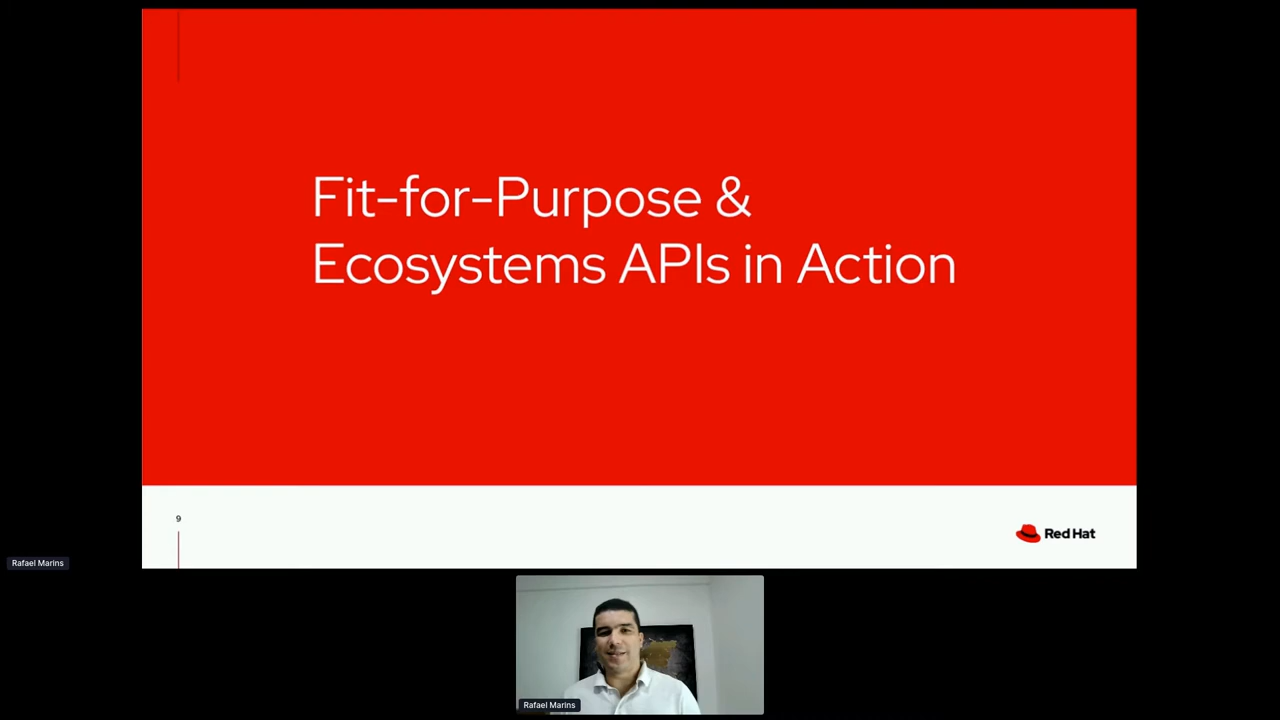 Fit-for-Purpose &
Ecosystems APIs in Action
9
Red Hat
Rafael Marins
Rafael Marins